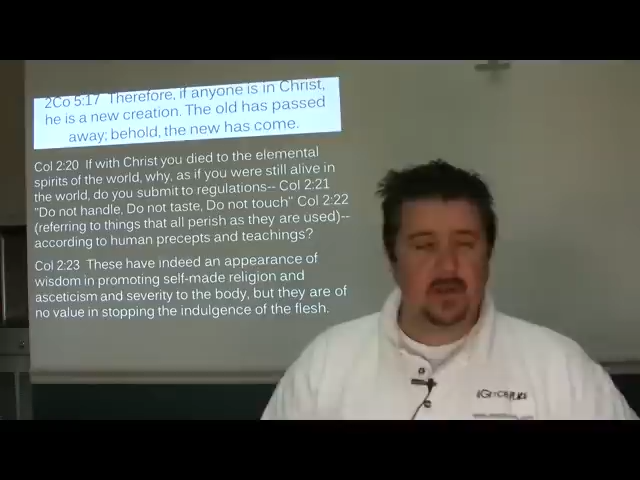 2Co 5:17  Therefore, if anyone is in Christ,
he is a new creation. The old has passed
away; behold, the new has come.
Col 2:20  If with Christ you died to the elemental
spirits of the world, why, as if you were still alive in
the world, do you submit to regulations-- Col 2:21
"Do not handle, Do not taste, Do not touch" Col 2:22
(referring to things that all perish as they are used)--
according to human precepts and teachings?
Col 2:23  These have indeed an appearance of
wisdom in promoting self-made religion and
asceticism and severity to the body, but they are of
no value in stopping the indulgence of the flesh.